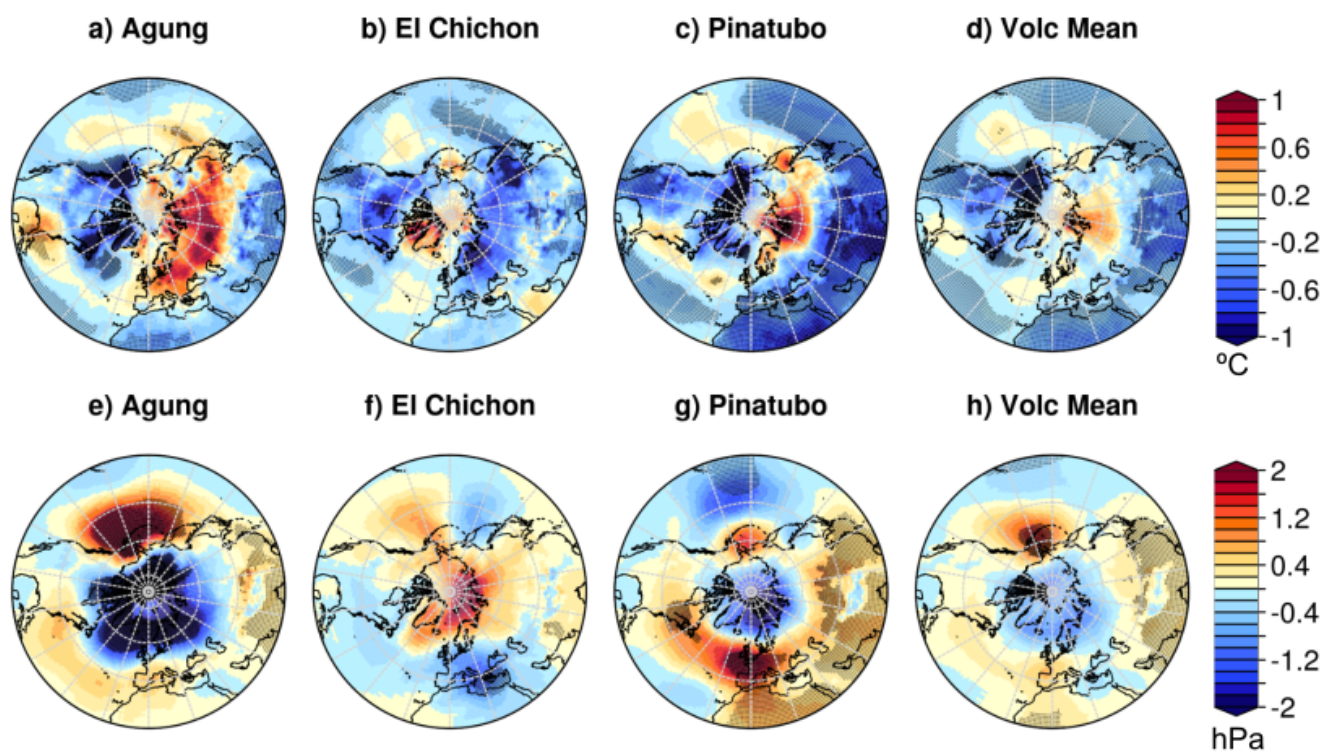 a) Agung
b) El Chichon
c) Pinatubo
d) Volc Mean
1
0.6
0.2
-0.2
-0.6
-1
ºC
e) Agung
f) El Chichon
g) Pinatubo
h) Volc Mean
2
1.2
0.4
-0.4
-1.2
-2
hPa